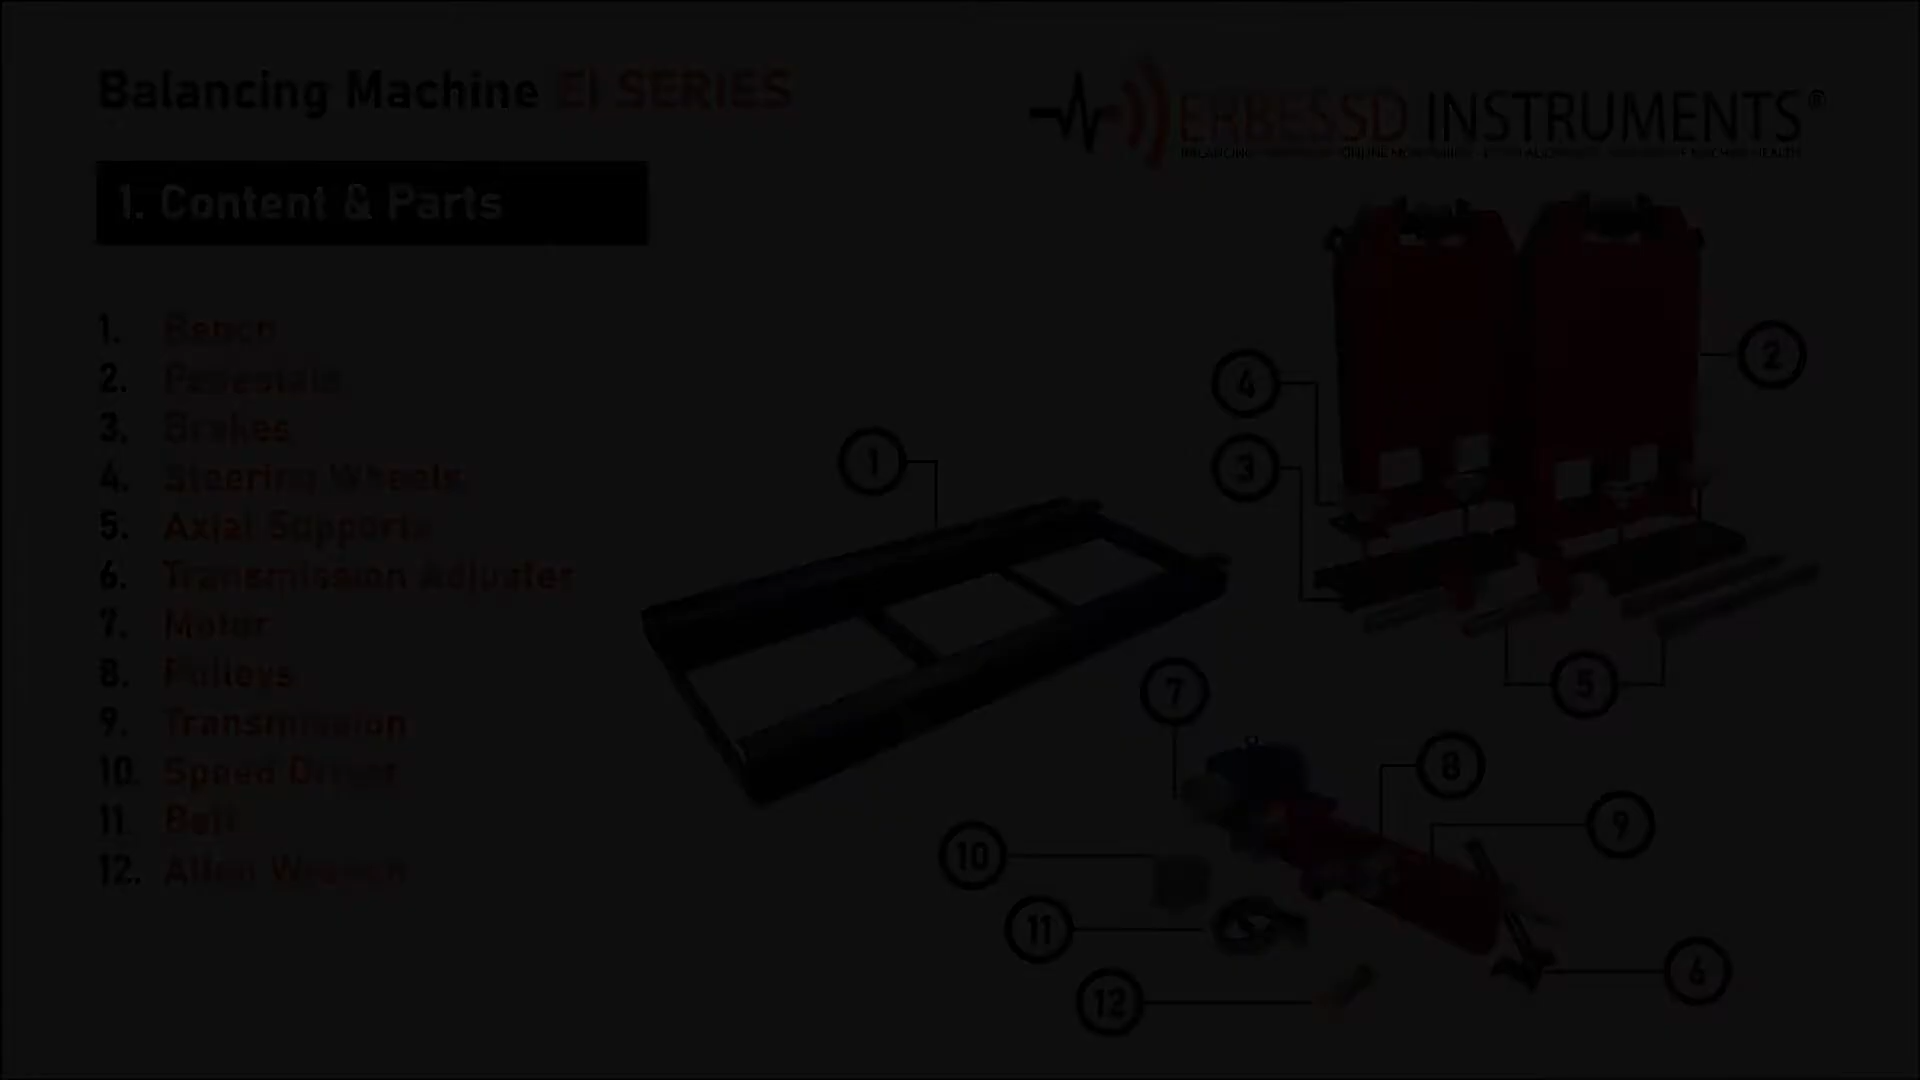 Balancing Machine EI SERIES
ERBESSD INSTRUMENTS®
1. Content & Parts
1. Bench
2. Pedestals
3. Brakes
4. Steering Wheels
5. Axial Supports
6. Transmission Adjuster
7. Motor
8. Pulleys
9. Transmission
10. Speed Driver
11. Belt
12. Allen Wrench
2
4
3
1
5
7
8
9
10
11
6
12